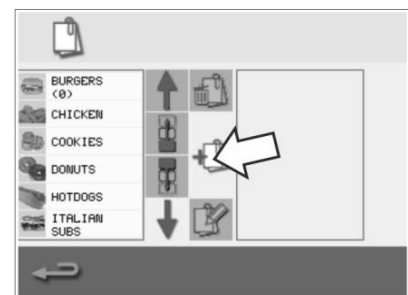 BURGERS
(0)
CHICKEN
COOKIES
DONUTS
HOTDOGS
ITALIAN
SUBS